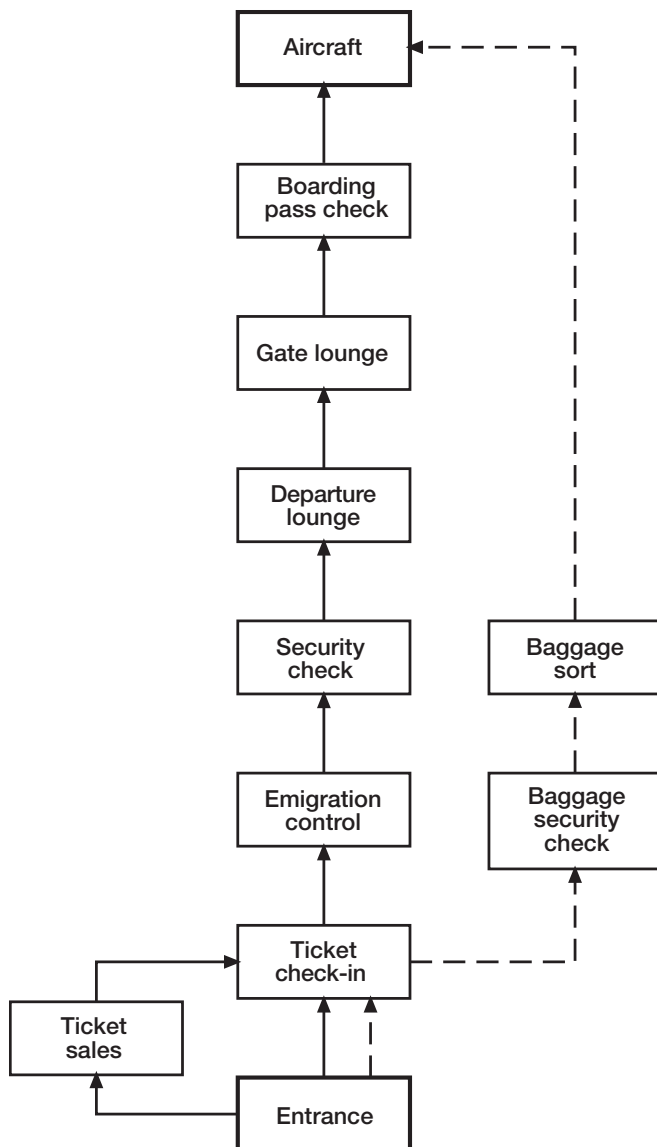 Aircraft
Boarding
pass check
Gate lounge
Departure
lounge
Security
check
Baggage
sort
Emigration
control
Baggage
security
check
Ticket
check-in
Ticket
sales
Entrance